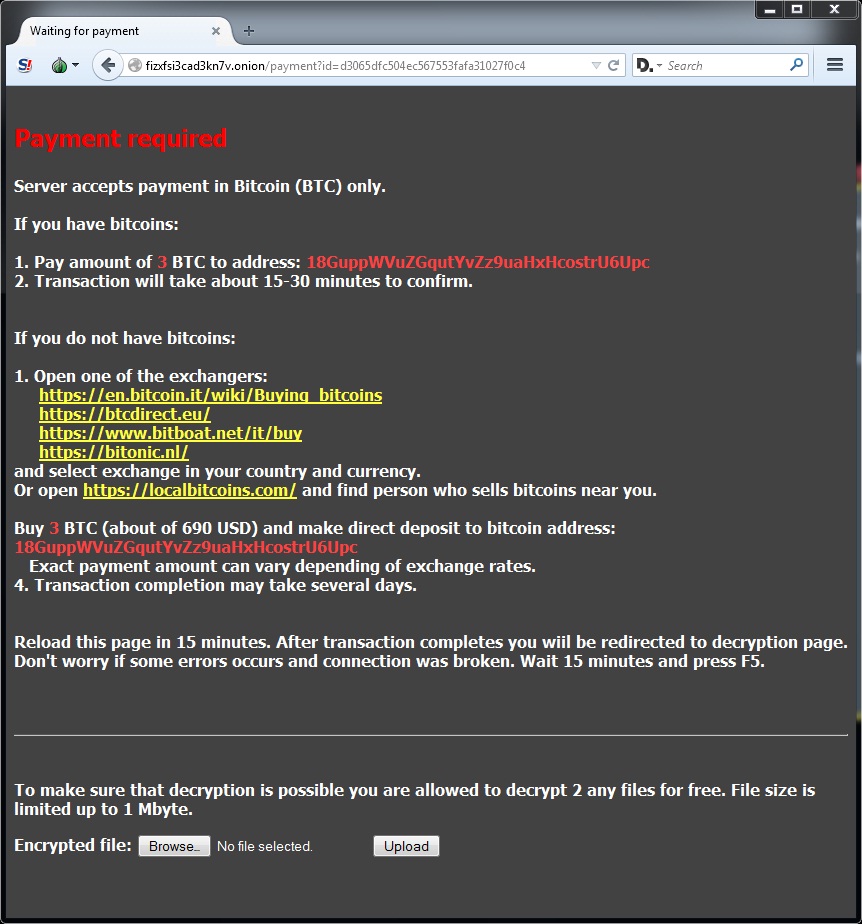 Waiting for payment
fizxfsi3cad3kn7v.onion/payment?id=d3065dfc504ec567553fafa31027f0c4
Search
Payment required
Server accepts payment in Bitcoin (BTC) only.
If you have bitcoins:
1. Pay amount of 3 BTC to address: 18GuppWVuZGqutYvZz9uaHxHcostrU6Upc
2. Transaction will take about 15-30 minutes to confirm.
If you do not have bitcoins:
1. Open one of the exchangers:
https://en.bitcoin.it/wiki/Buying_bitcoins
https://btcdirect.eu/
https://www.bitboat.net/it/buy
https://bitonic.nl/
and select exchange in your country and currency.
Or open https://localbitcoins.com/ and find person who sells bitcoins near you.
Buy 3 BTC (about of 690 USD) and make direct deposit to bitcoin address:
18GuppWVuZGqutYvZz9uaHxHcostrU6Upc
Exact payment amount can vary depending of exchange rates.
4. Transaction completion may take several days.
Reload this page in 15 minutes. After transaction completes you wiil be redirected to decryption page.
Don't worry if some errors occurs and connection was broken. Wait 15 minutes and press F5.
To make sure that decryption is possible you are allowed to decrypt 2 any files for free. File size is
limited up to 1 Mbyte.
Encrypted file: Browse... No file selected. Upload